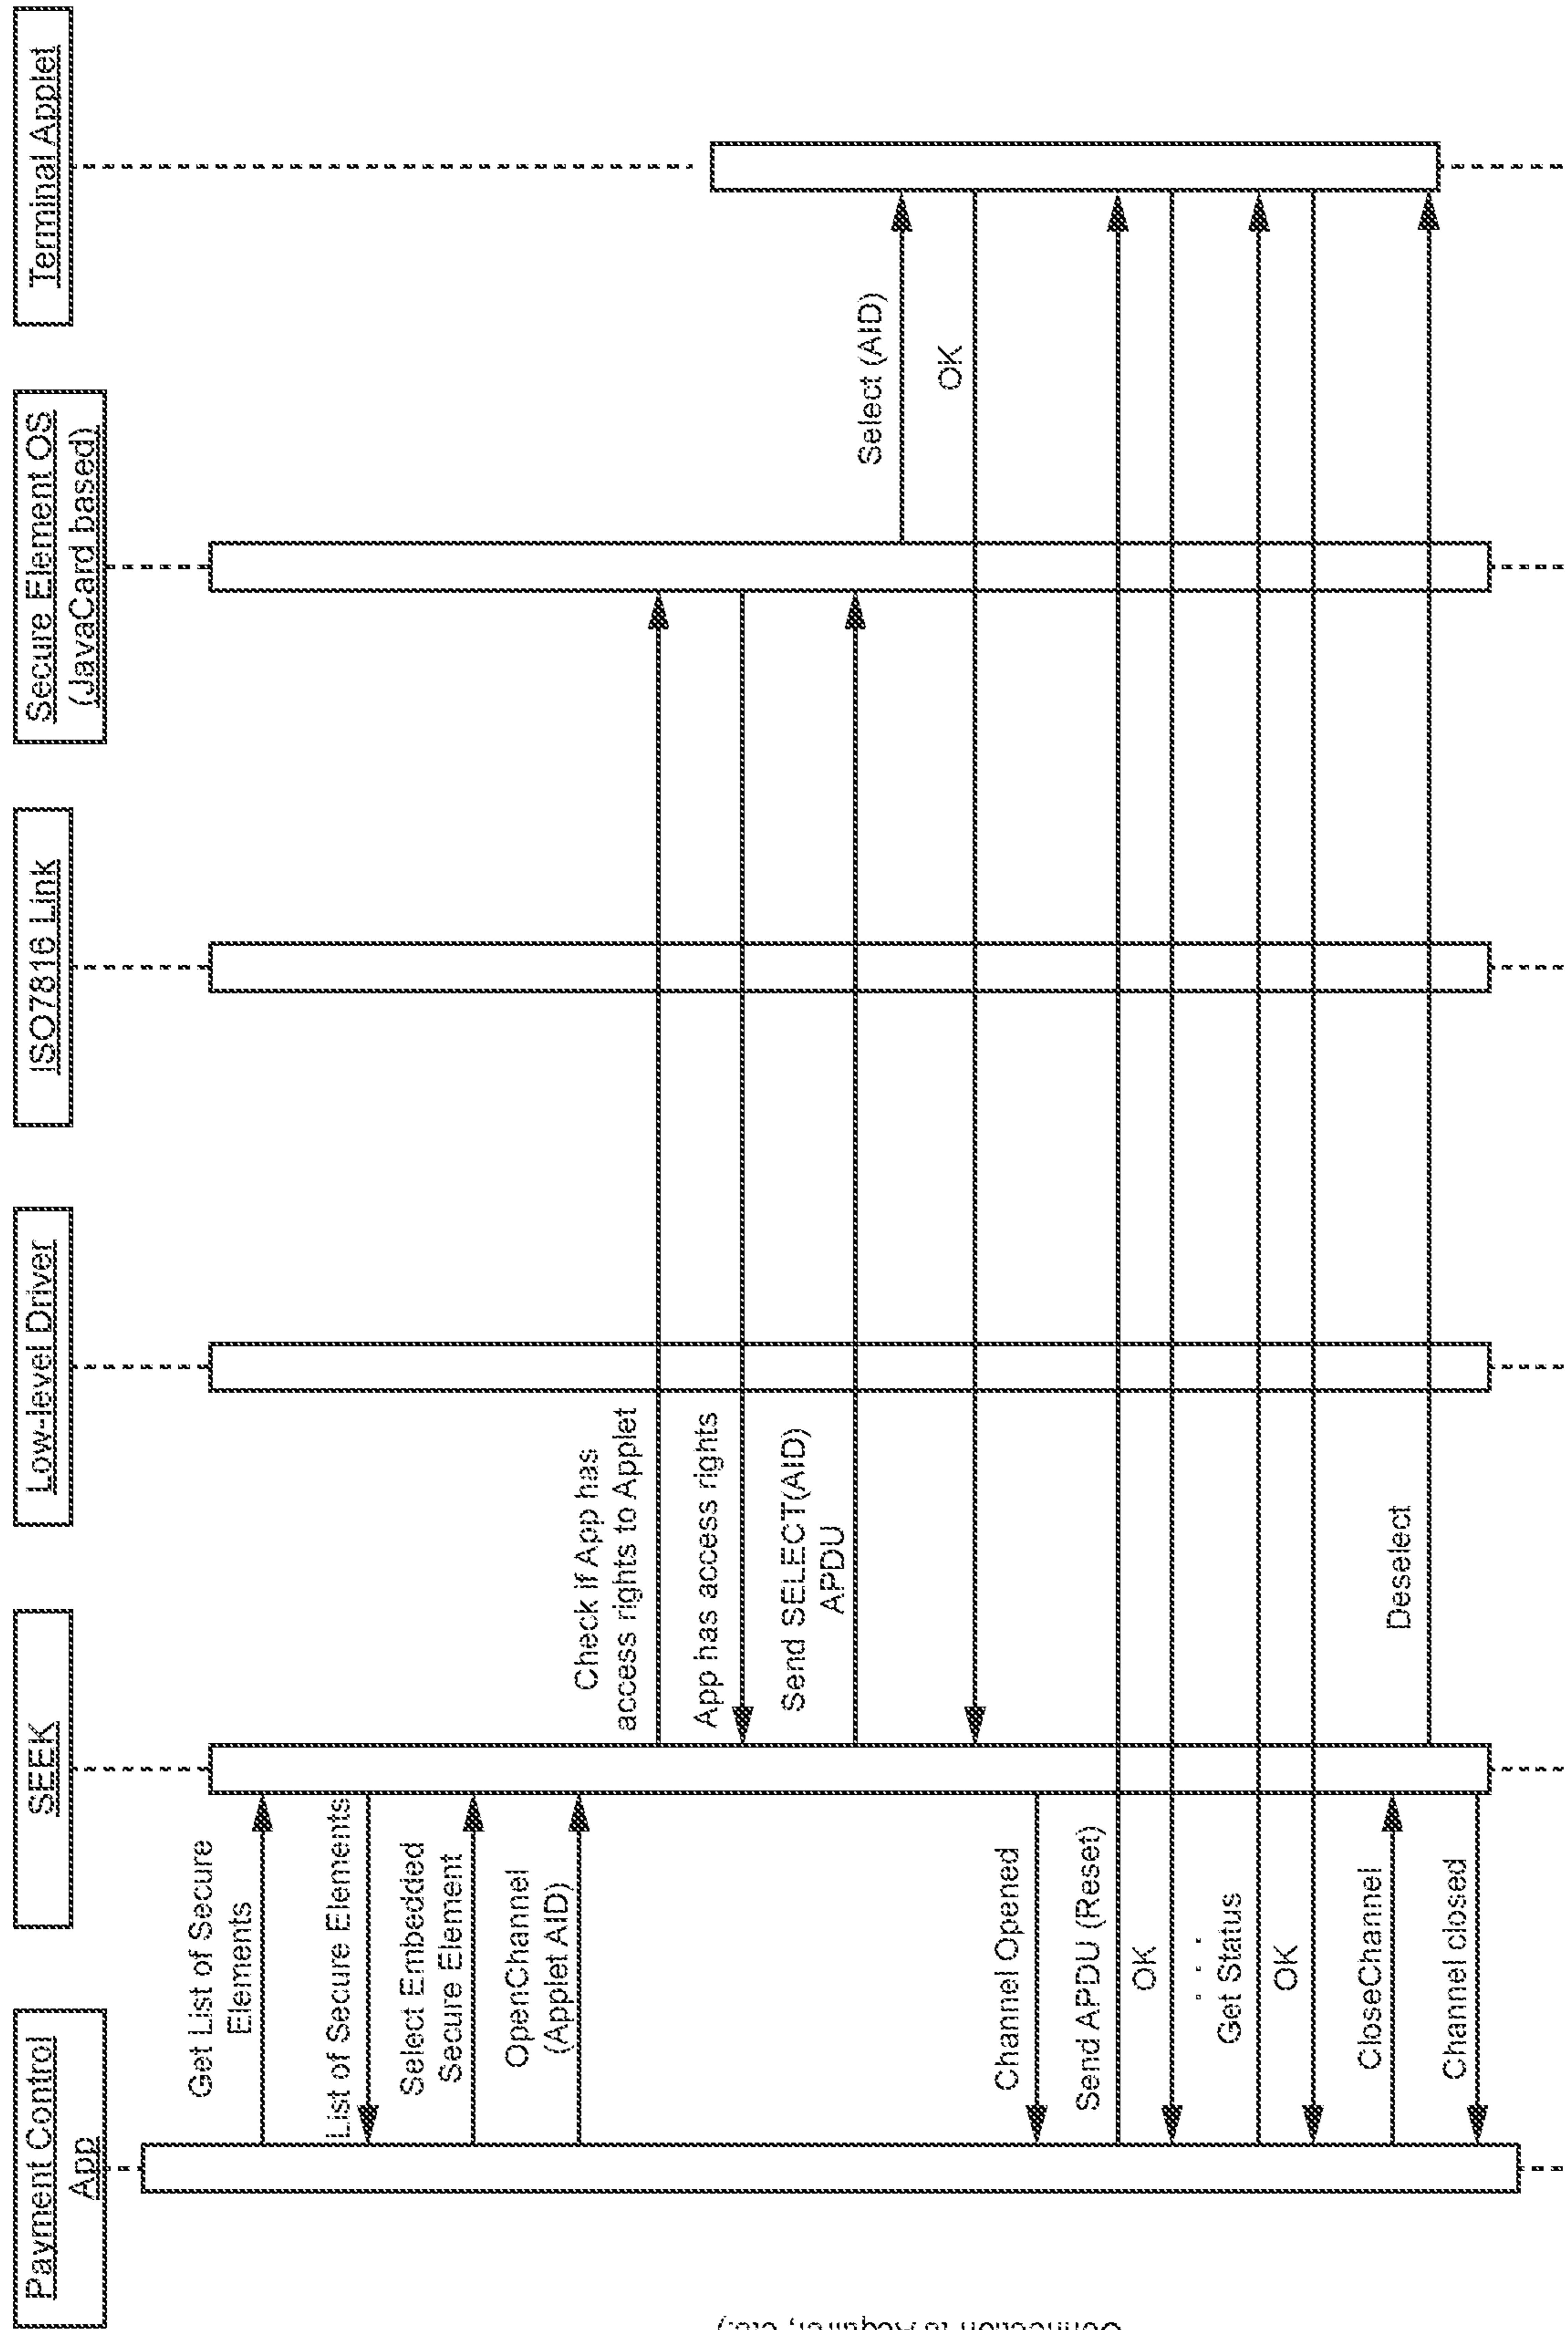 Payment Control
App
SEEK
Low-level Driver
ISO7816 Link
Secure Element OS
(JavaCard based)
Terminal Applet
Get List of Secure
Elements
List of Secure Elements
Select Embedded
Secure Element
OpenChannel
(Applet AID)
Check if App has
access rights to Applet
App has access rights
Send SELECT(AID)
APDU
Select (AID)
OK
Channel Opened
Send APDU (Reset)
OK
. . .
Get Status
OK
CloseChannel
Deselect
Channel closed
to Acquirer, etc.)